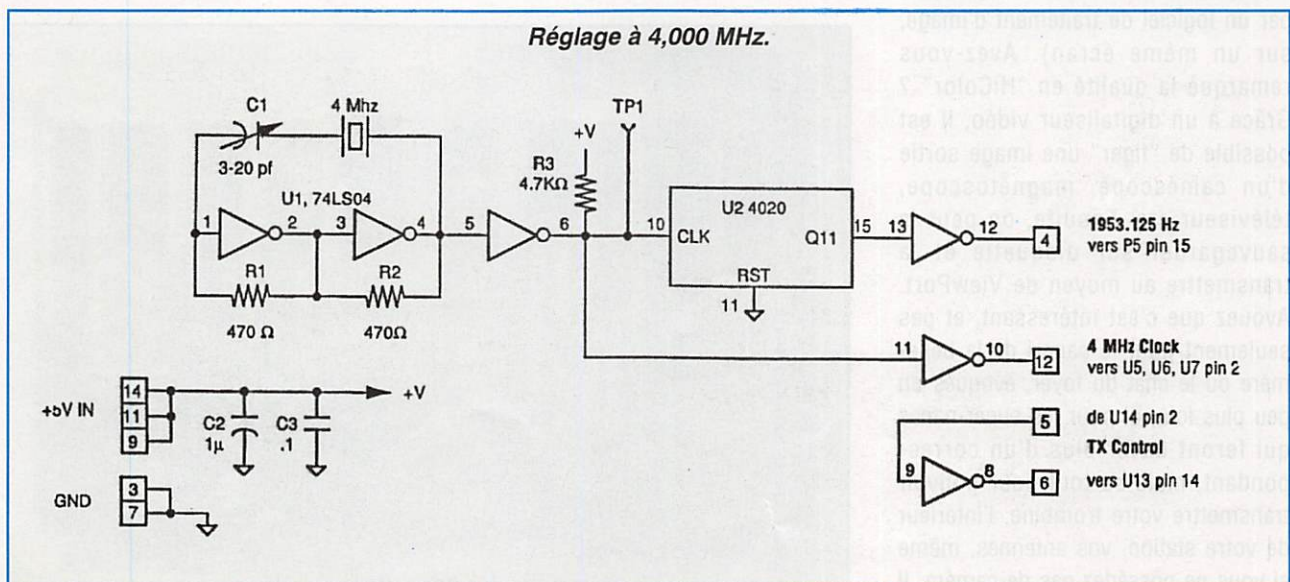 Réglage à 4,000 MHz.
C1
4 Mhz
3-20 pf
TP1
+V
R3
4.7KΩ
U1, 74LS04
1
2
3
4
5
6
R1
470 Ω
R2
470Ω
U2 4020
10
CLK
Q11
15
RST
11
13
12
4
1953.125 Hz
vers P5 pin 15
11
10
12
4 MHz Clock
vers U5, U6, U7 pin 2
5
de U14 pin 2
TX Control
9
8
6
vers U13 pin 14
+5V IN
14
11
9
C2
1µ
C3
.1
+V
GND
3
7